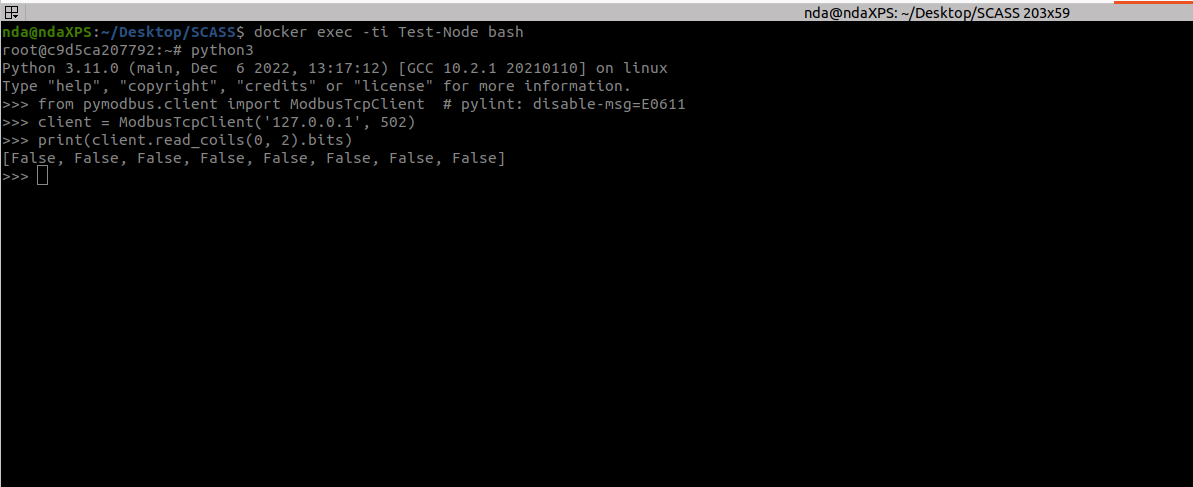 nda@ndaXPS: ~/Desktop/SCASS 203x59
nda@ndaXPS:~/Desktop/SCASS$ docker exec -ti Test-Node bash
root@c9d5ca207792:~# python3
Python 3.11.0 (main, Dec  6 2022, 13:17:12) [GCC 10.2.1 20210110] on linux
Type "help", "copyright", "credits" or "license" for more information.
>>> from pymodbus.client import ModbusTcpClient  # pylint: disable-msg=E0611
>>> client = ModbusTcpClient('127.0.0.1', 502)
>>> print(client.read_coils(0, 2).bits)
[False, False, False, False, False, False, False, False]
>>>